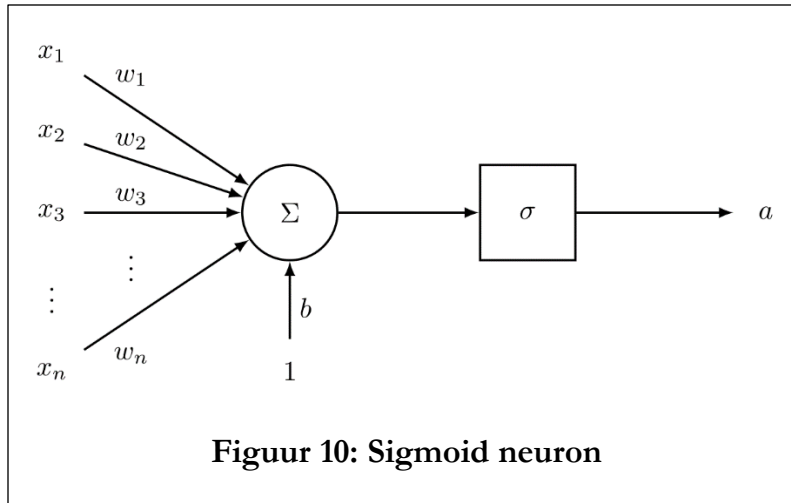 x₁
w₁
x₂
w₂
x₃
w₃
Σ
σ
a
⋮
⋮
b
xₙ
wₙ
1
Figuur 10: Sigmoid neuron